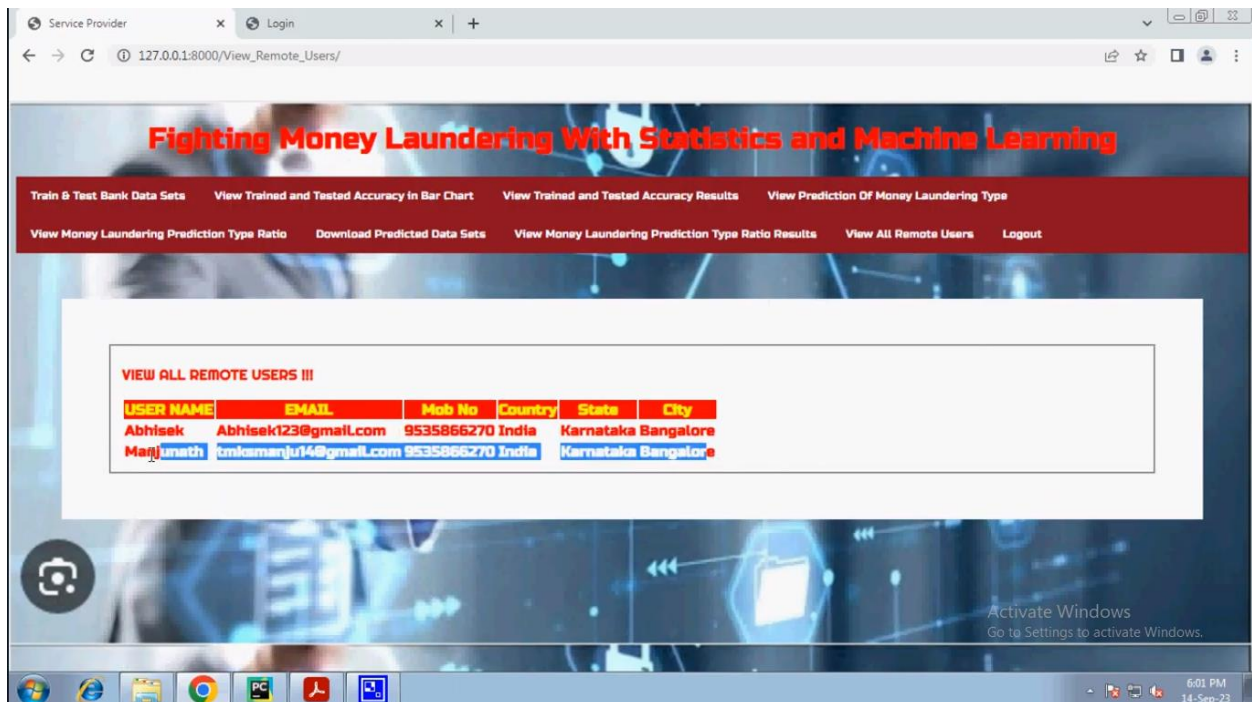 Service Provider
Login
127.0.0.1:8000/View_Remote_Users/
Fighting Money Laundering With Statistics and Machine Learning
Train & Test Bank Data Sets View Trained and Tested Accuracy in Bar Chart View Trained and Tested Accuracy Results View Prediction Of Money Laundering Type
View Money Laundering Prediction Type Ratio Download Predicted Data Sets View Money Laundering Prediction Type Ratio Results View All Remote Users Logout
VIEW ALL REMOTE USERS !!!
USER NAME EMAIL Mob No Country State City
Abhisek Abhisek123@gmail.com 9535866270 India Karnataka Bangalore
Manjunath tmksmanju14@gmail.com 9535866270 India Karnataka Bangalore
Activate Windows
Go to Settings to activate Windows.
PC
6:01 PM
14-Sep-23